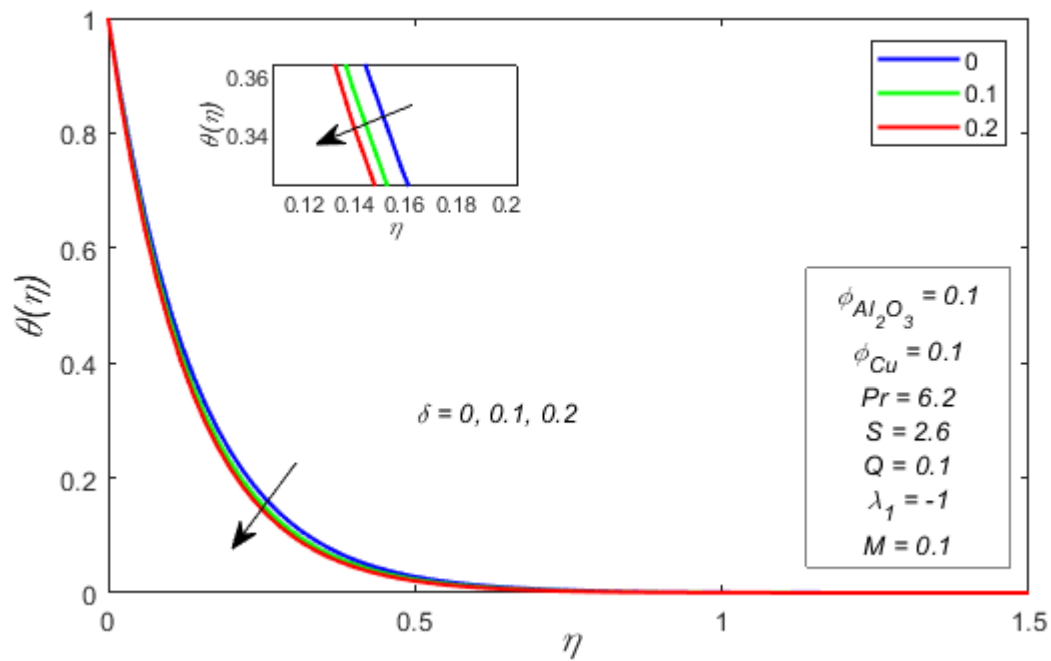 1
0.8
0.6
0.4
0.2
0
θ(η)
0.36
0.34
θ(η)
0.12 0.14 0.16 0.18 0.2
η
0
0.1
0.2
δ = 0, 0.1, 0.2
ϕAl2O3 = 0.1
ϕCu = 0.1
Pr = 6.2
S = 2.6
Q = 0.1
λ1 = -1
M = 0.1
0 0.5 1 1.5
η